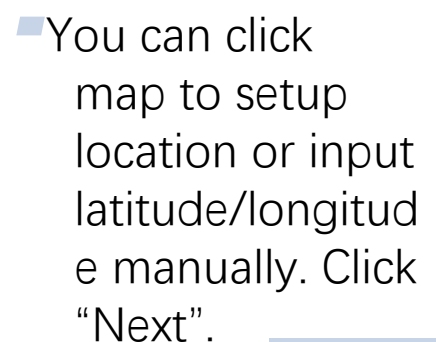 You can click
map to setup
location or input
latitude/longitud
e manually. Click
“Next”.